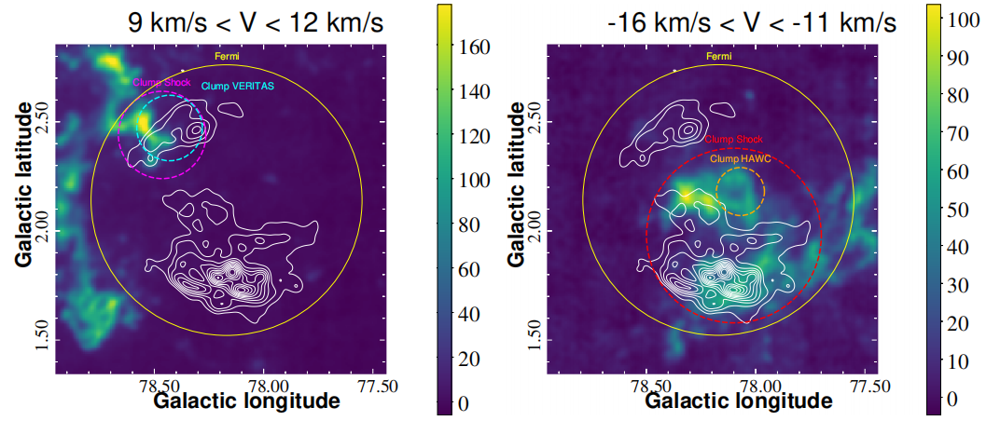 9 km/s < V < 12 km/s
Fermi
Clump Shock
Clump VERITAS
Galactic latitude
2.50
2.00
1.50
78.50
78.00
77.50
Galactic longitude
160
140
120
100
80
60
40
20
0
-16 km/s < V < -11 km/s
Fermi
Clump Shock
Clump HAWC
Galactic latitude
2.50
2.00
1.50
78.50
78.00
77.50
Galactic longitude
100
90
80
70
60
50
40
30
20
10
0